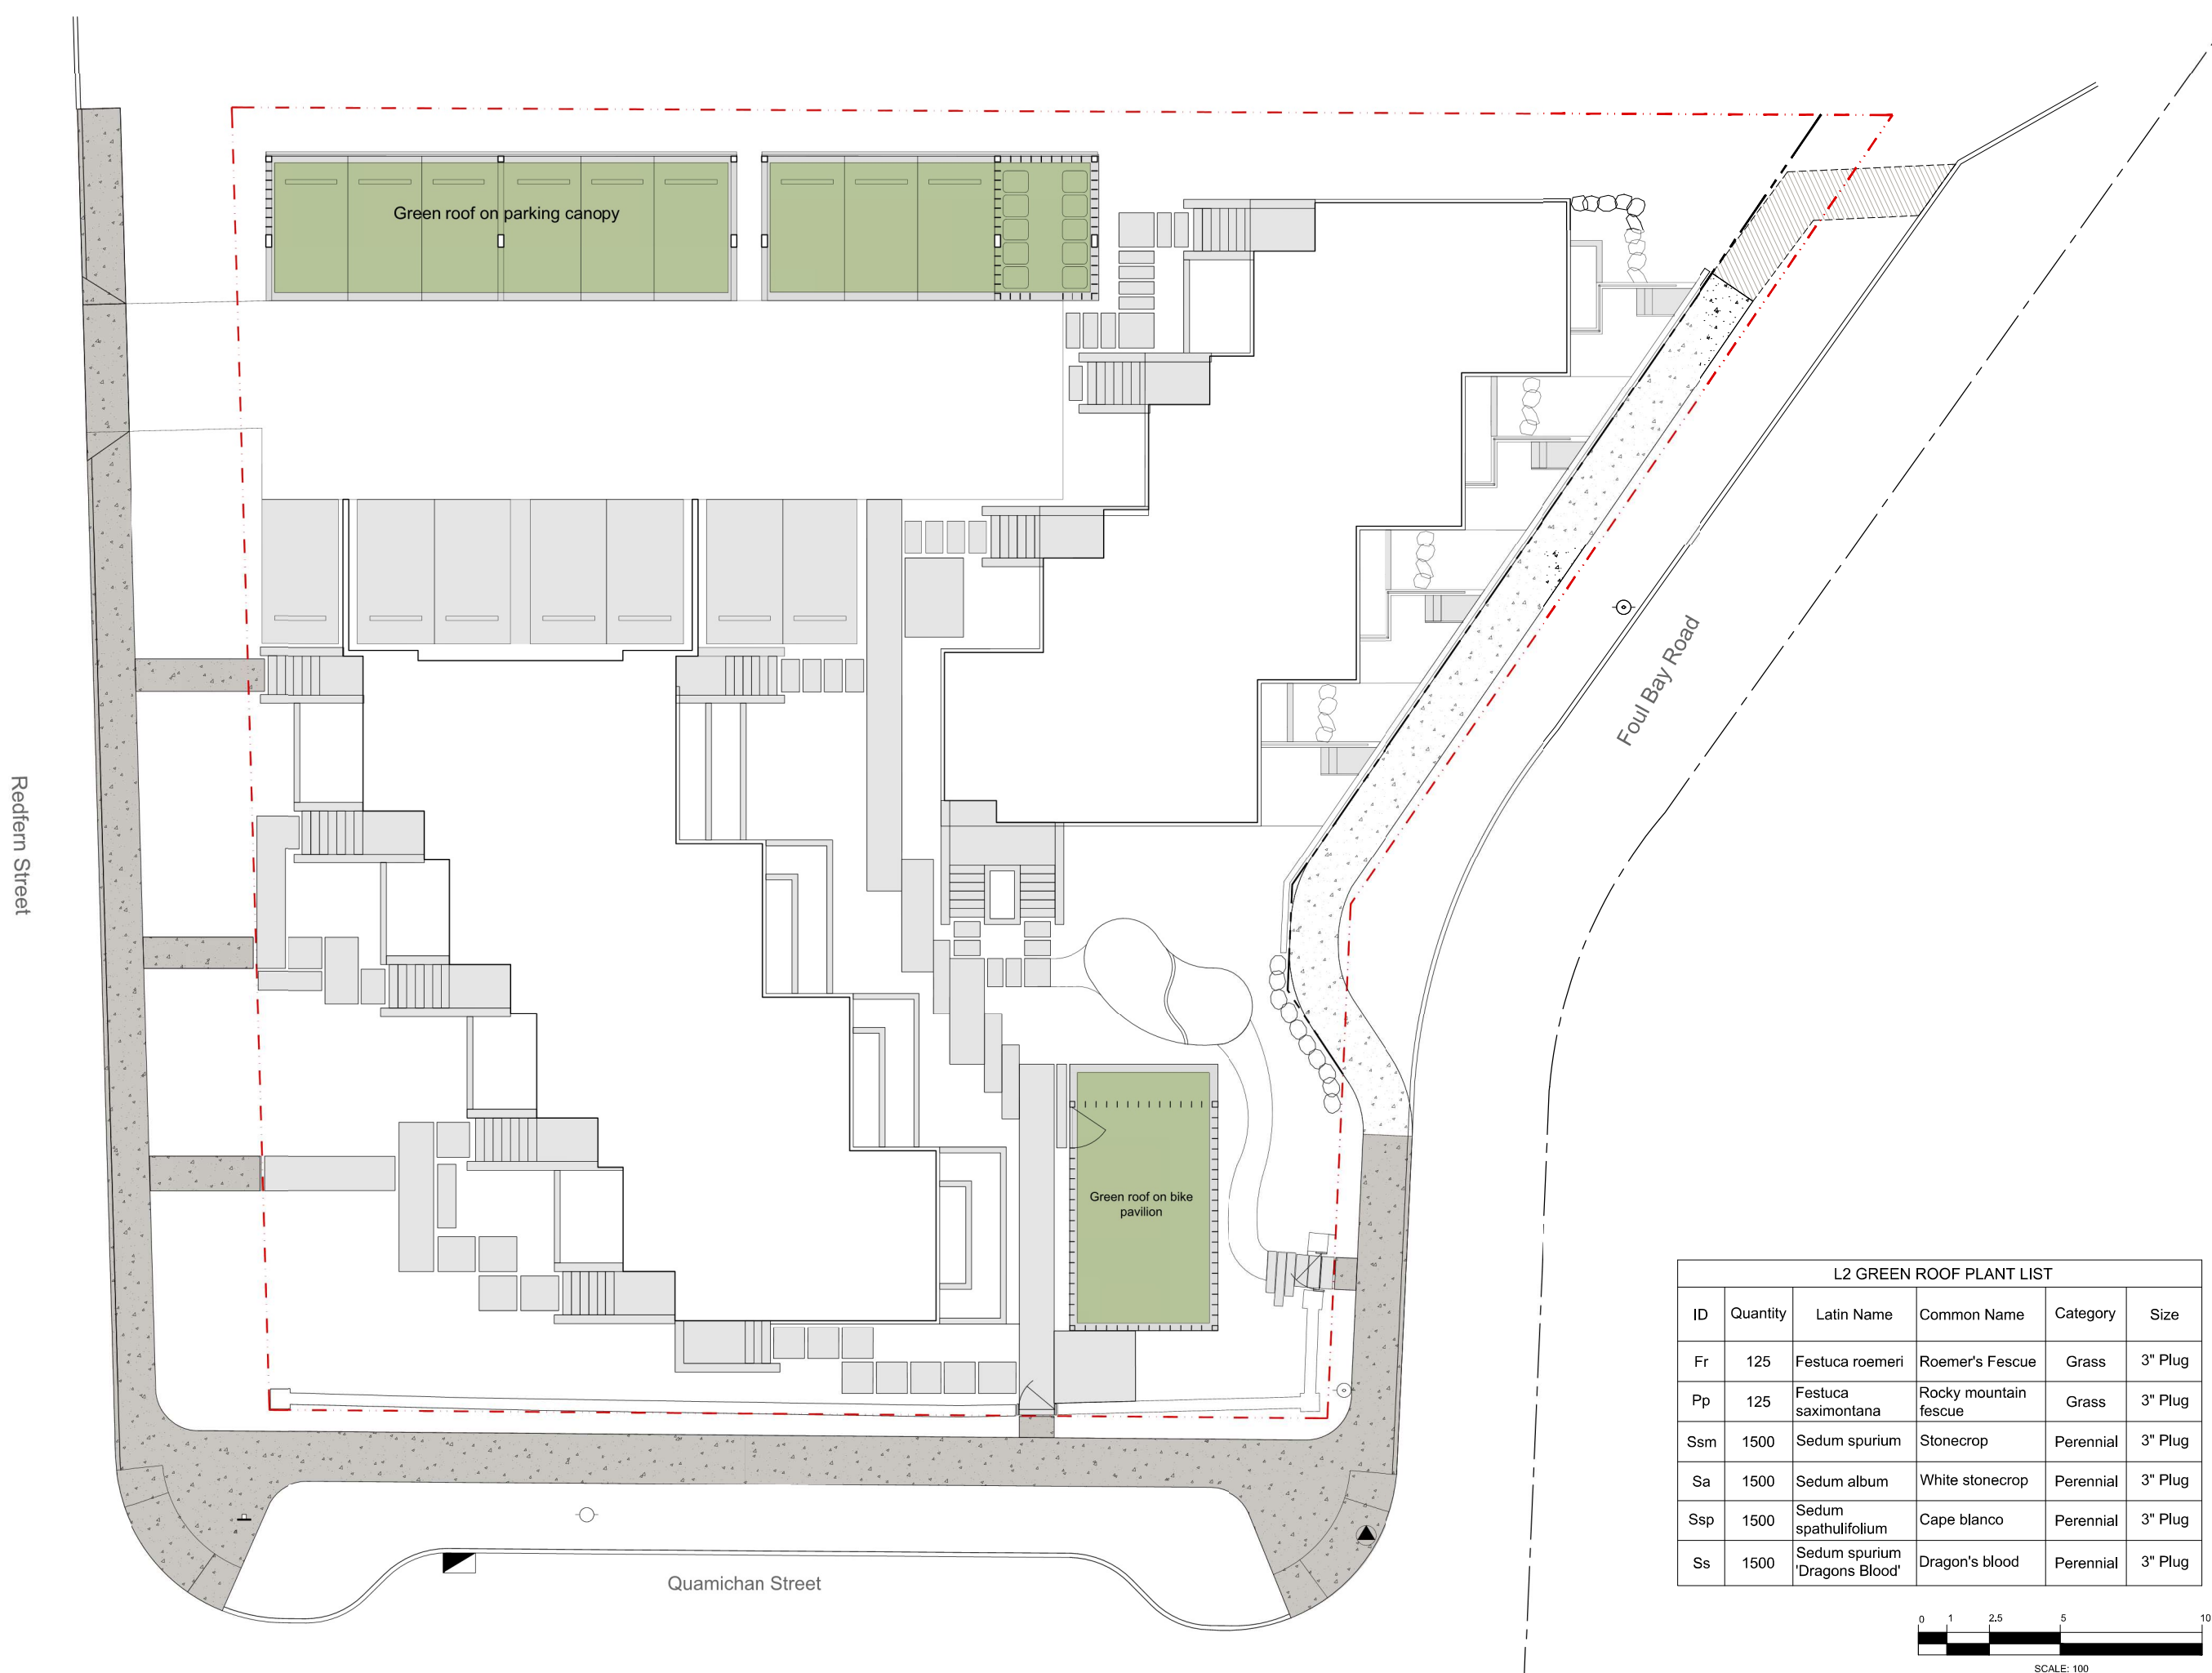 Green roof on parking canopy
Redfern Street
Foul Bay Road
Green roof on bike
pavilion
Quamichan Street
L2 GREEN ROOF PLANT LIST
ID Quantity Latin Name Common Name Category Size
Fr 125 Festuca roemeri Roemer's Fescue Grass 3" Plug
Pp 125 Festuca saximontana Rocky mountain fescue Grass 3" Plug
Ssm 1500 Sedum spurium Stonecrop Perennial 3" Plug
Sa 1500 Sedum album White stonecrop Perennial 3" Plug
Ssp 1500 Sedum spathulifolium Cape blanco Perennial 3" Plug
Ss 1500 Sedum spurium 'Dragons Blood' Dragon's blood Perennial 3" Plug
0 1 2.5 5 10
SCALE: 100